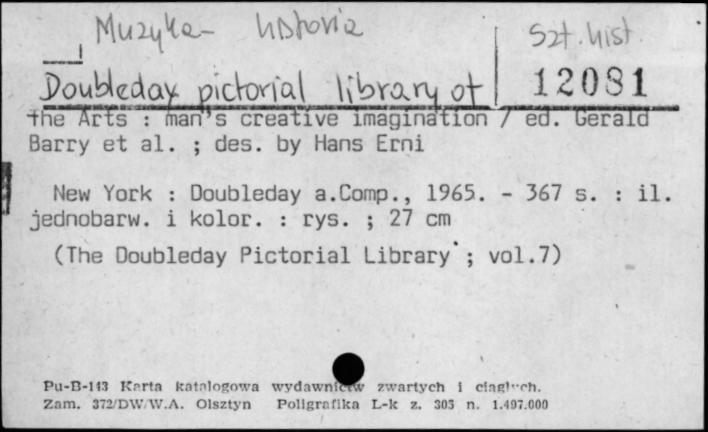 Muzyka - historia
Szt. hist.
Doubleday pictorial library of
12081
the Arts : man's creative imagination / ed. Gerald
Barry et al. ; des. by Hans Erni
New York : Doubleday a.Comp., 1965. - 367 s. : il.
jednobarw. i kolor. : rys. ; 27 cm
(The Doubleday Pictorial Library ; vol.7)
Pu-B-143 Karta katalogowa wydawnictw zwartych i ciągłych.
Zam. 372/DW/W.A. Olsztyn Poligrafika L-k z. 305 n. 1.497.000